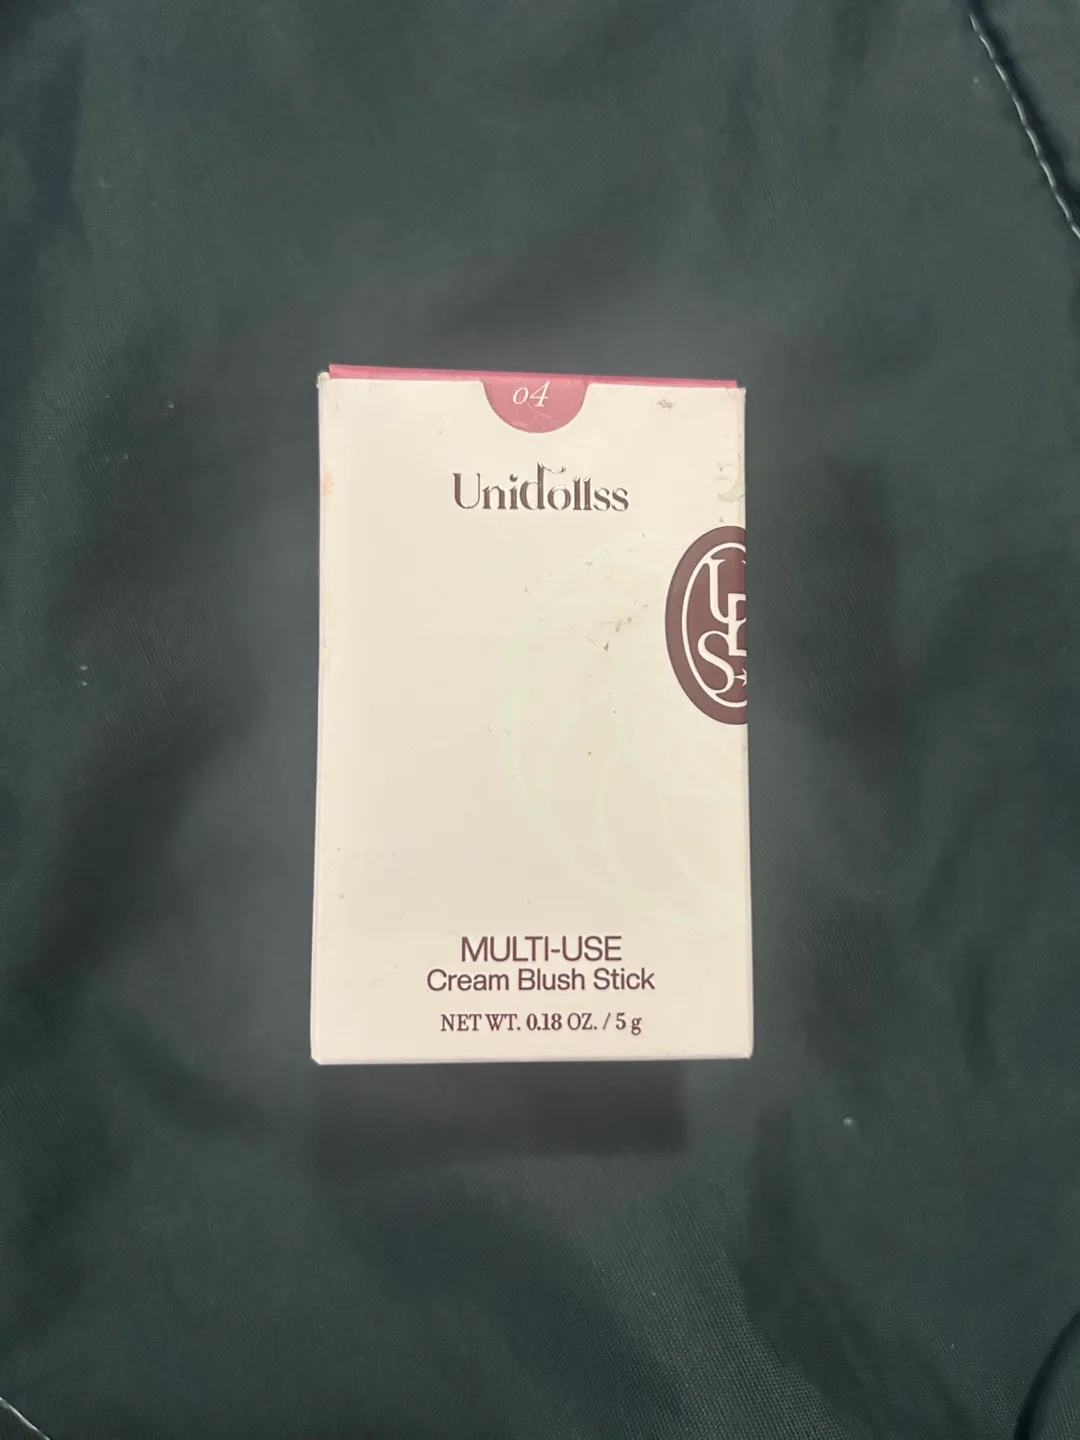 04
Unidollss
MULTI-USE
Cream Blush Stick
NET WT. 0.18 OZ. / 5 g